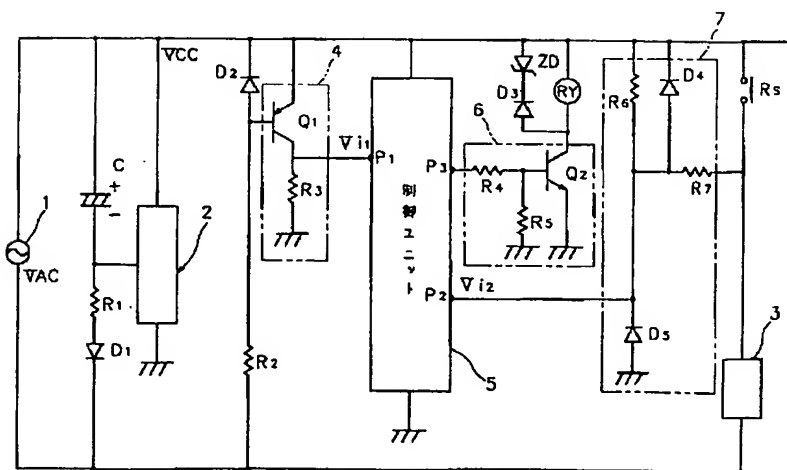 7
4
VCC
D2
ZD
D4
D3
RY
R6
Rs
Q1
6
C
+
-
Vi1
P1
P3
R4
Q2
R7
1
2
R3
制御ユニット
R5
VAC
R1
P2
Vi2
D1
R2
D5
3
5